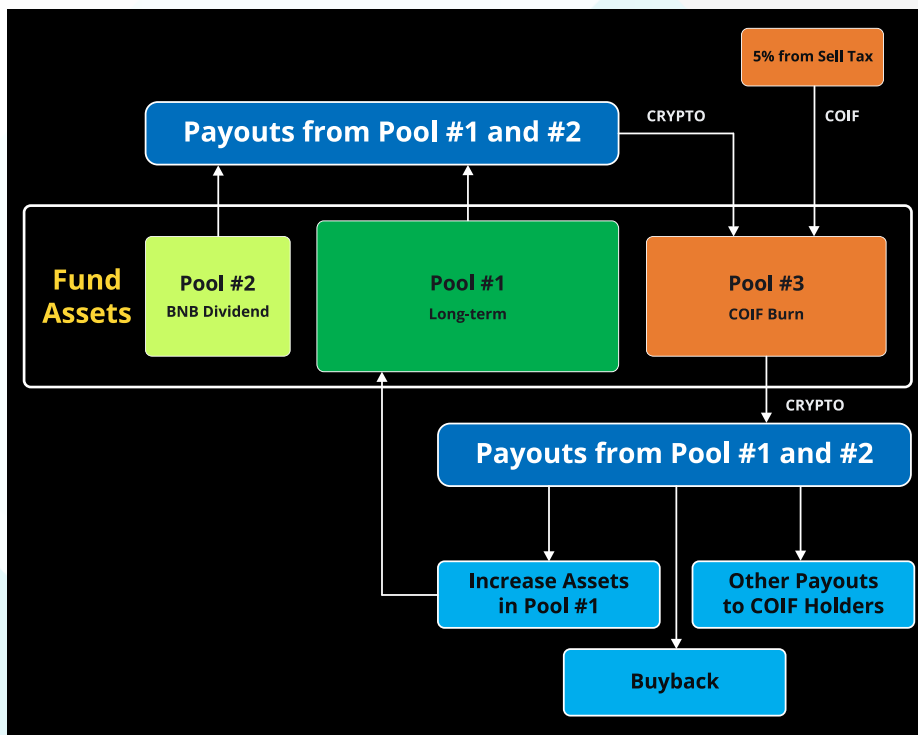 5% from Sell Tax
Payouts from Pool #1 and #2
CRYPTO
COIF
Fund
Assets
Pool #2
BNB Dividend
Pool #1
Long-term
Pool #3
COIF Burn
CRYPTO
Payouts from Pool #1 and #2
Increase Assets
in Pool #1
Other Payouts
to COIF Holders
Buyback